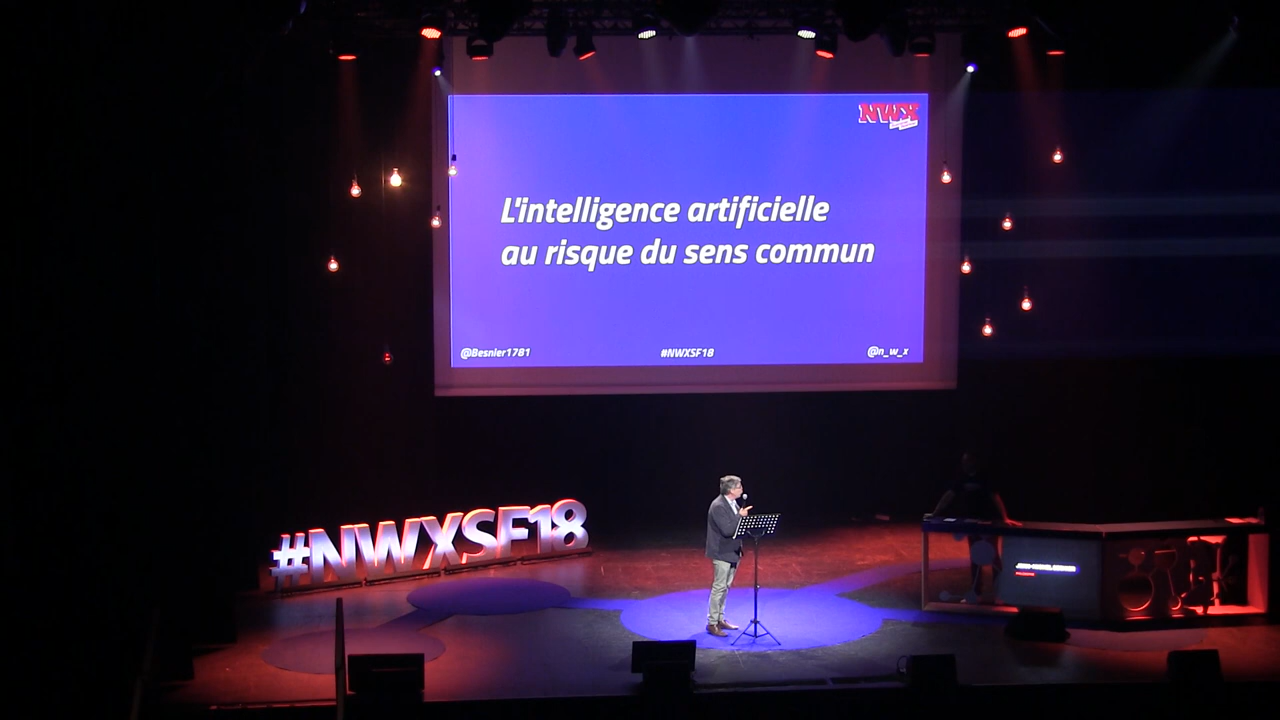 NWX
L'intelligence artificielle
au risque du sens commun
@Besnier1781
#NWXSF18
@n_w_x
#NWXSF18